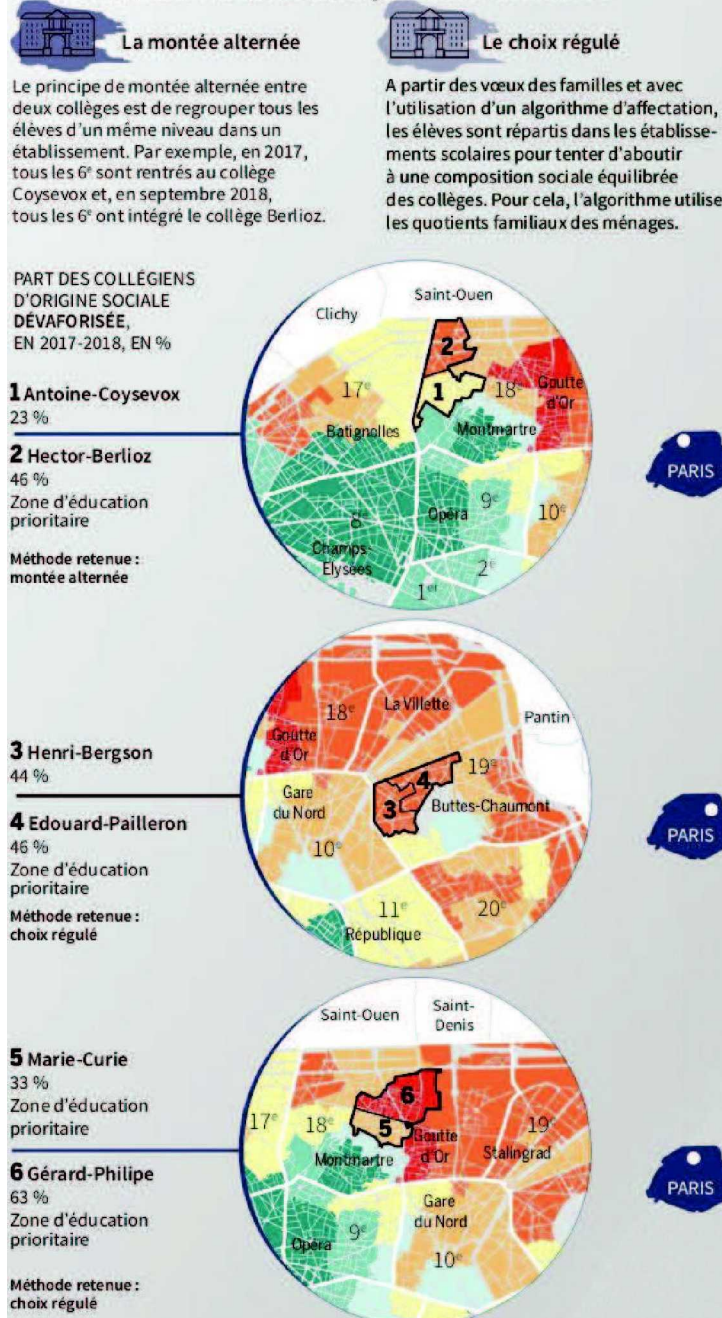 La montée alternée
Le principe de montée alternée entre
deux collèges est de regrouper tous les
élèves d'un même niveau dans un
établissement. Par exemple, en 2017,
tous les 6e sont rentrés au collège
Coysevox et, en septembre 2018,
tous les 6e ont intégré le collège Berlioz.
Le choix régulé
A partir des vœux des familles et avec
l'utilisation d'un algorithme d'affectation,
les élèves sont répartis dans les établisse-
ments scolaires pour tenter d'aboutir
à une composition sociale équilibrée
des collèges. Pour cela, l'algorithme utilise
les quotients familiaux des ménages.
PART DES COLLÉGIENS
D'ORIGINE SOCIALE
DÉVAFORISÉE,
EN 2017-2018, EN %
1 Antoine-Coysevox
23 %
2 Hector-Berlioz
46 %
Zone d'éducation
prioritaire
Méthode retenue :
montée alternée
Saint-Ouen
Clichy
2
17e
1
18e
Goutte
d'Or
Batignolles
Montmartre
8e
Opéra
9e
10e
Champs-
Elysées
2e
1er
PARIS
3 Henri-Bergson
44 %
4 Edouard-Pailleron
46 %
Zone d'éducation
prioritaire
Méthode retenue :
choix régulé
18e
La Villette
Pantin
Goutte
d'Or
Gare
du Nord
4
19e
3
Buttes-Chaumont
10e
11e
20e
République
PARIS
5 Marie-Curie
33 %
Zone d'éducation
prioritaire
6 Gérard-Philipe
63 %
Zone d'éducation
prioritaire
Méthode retenue :
choix régulé
Saint-Ouen
Saint-
Denis
6
17e
18e
5
19e
Montmartre
Goutte
d'Or
Stalingrad
Gare
du Nord
Opéra
9e
10e
PARIS